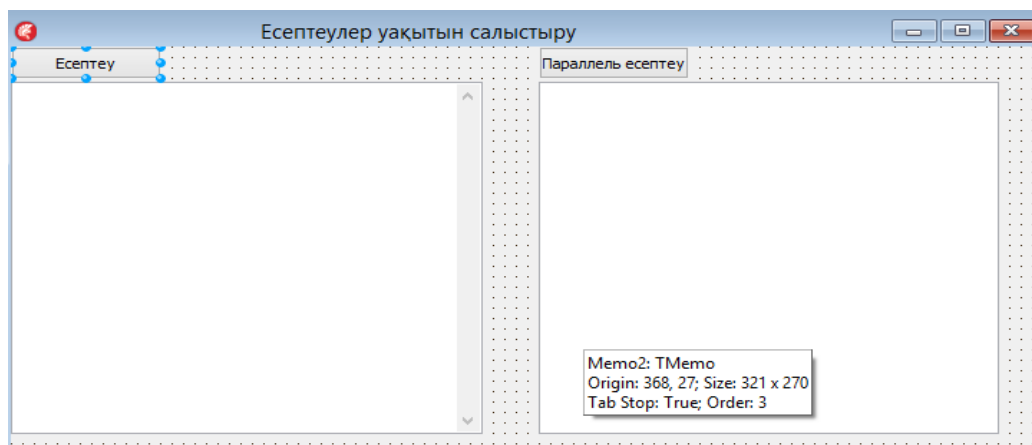 Есептеулер уақытын салыстыру
Есептеу
Параллель есептеу
Memo2: TMemo
Origin: 368, 27; Size: 321 x 270
Tab Stop: True; Order: 3